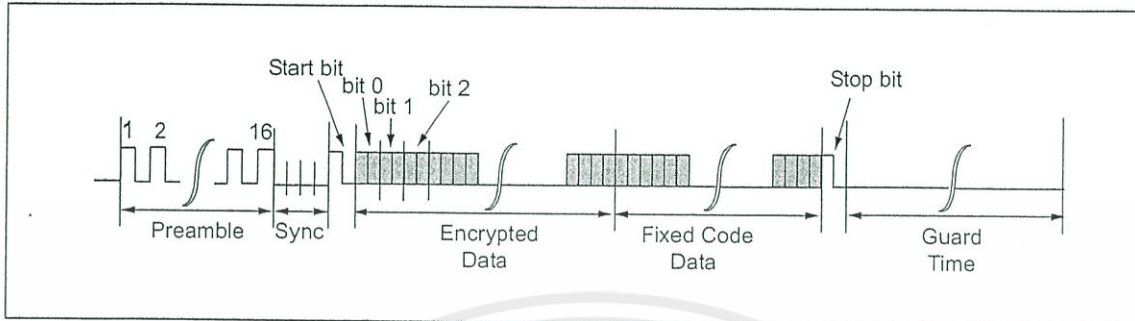 Start bit
bit 0
bit 1
bit 2
Stop bit
1 2 16
Preamble
Sync
Encrypted
Data
Fixed Code
Data
Guard
Time